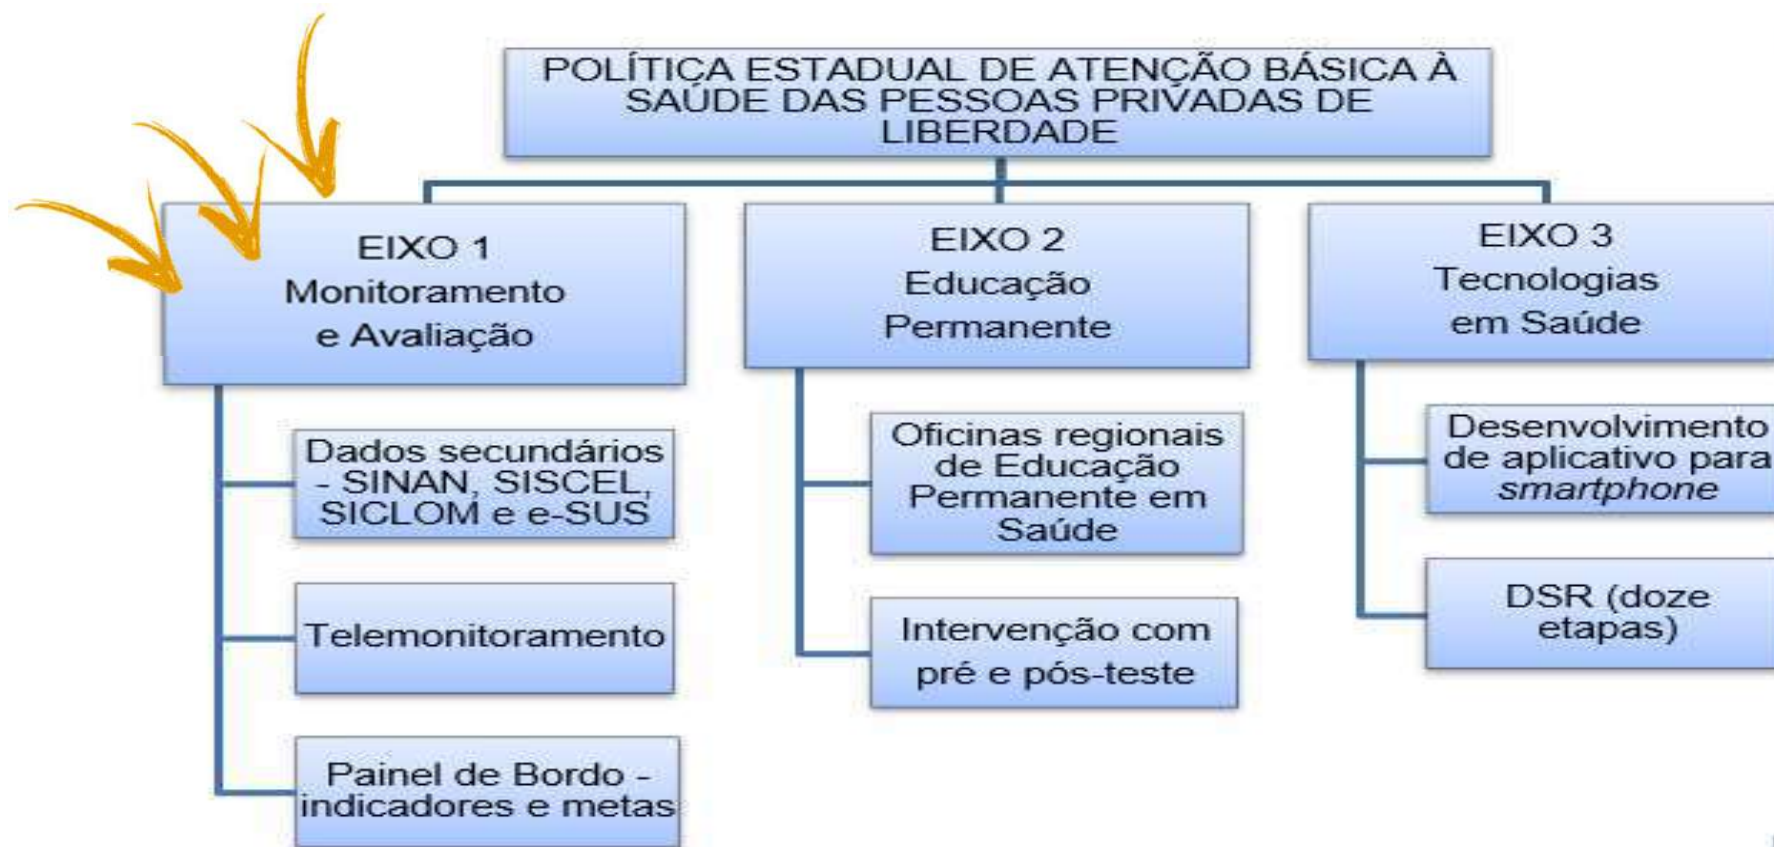 POLÍTICA ESTADUAL DE ATENÇÃO BÁSICA À
SAÚDE DAS PESSOAS PRIVADAS DE
LIBERDADE
EIXO 1
Monitoramento
e Avaliação
Dados secundários
- SINAN, SISCEL,
SICLOM e e-SUS
Telemonitoramento
Painel de Bordo -
indicadores e metas
EIXO 2
Educação
Permanente
Oficinas regionais
de Educação
Permanente em
Saúde
Intervenção com
pré e pós-teste
EIXO 3
Tecnologias
em Saúde
Desenvolvimento
de aplicativo para
smartphone
DSR (doze
etapas)